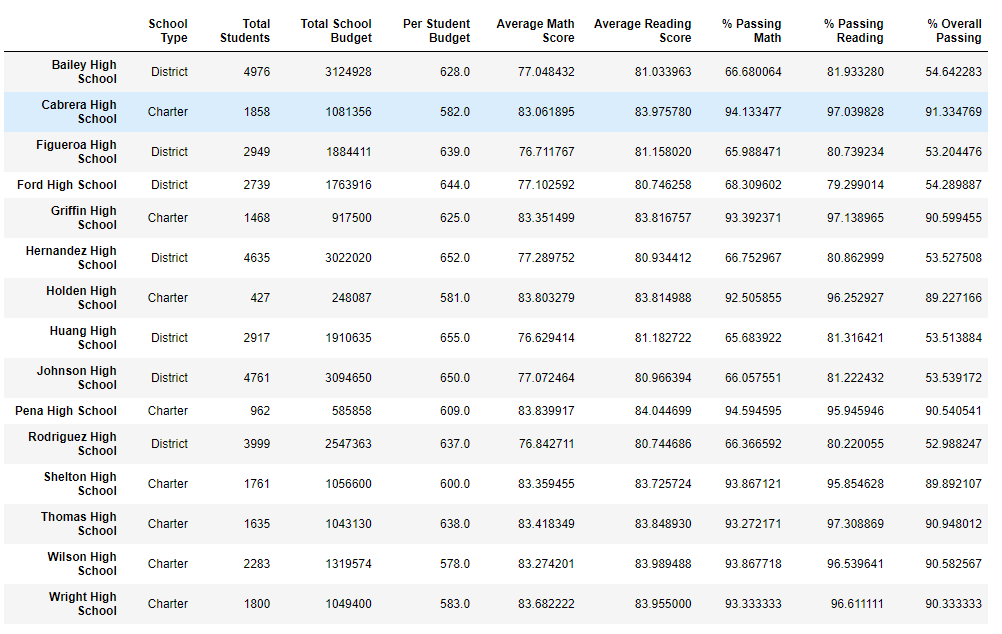 School Type Total Students Total School Budget Per Student Budget Average Math Score Average Reading Score % Passing Math % Passing Reading % Overall Passing
Bailey High School District 4976 3124928 628.0 77.048432 81.033963 66.680064 81.933280 54.642283
Cabrera High School Charter 1858 1081356 582.0 83.061895 83.975780 94.133477 97.039828 91.334769
Figueroa High School District 2949 1884411 639.0 76.711767 81.158020 65.988471 80.739234 53.204476
Ford High School District 2739 1763916 644.0 77.102592 80.746258 68.309602 79.299014 54.289887
Griffin High School Charter 1468 917500 625.0 83.351499 83.816757 93.392371 97.138965 90.599455
Hernandez High School District 4635 3022020 652.0 77.289752 80.934412 66.752967 80.862999 53.527508
Holden High School Charter 427 248087 581.0 83.803279 83.814988 92.505855 96.252927 89.227166
Huang High School District 2917 1910635 655.0 76.629414 81.182722 65.683922 81.316421 53.513884
Johnson High School District 4761 3094650 650.0 77.072464 80.966394 66.057551 81.222432 53.539172
Pena High School Charter 962 585858 609.0 83.839917 84.044699 94.594595 95.945946 90.540541
Rodriguez High School District 3999 2547363 637.0 76.842711 80.744686 66.366592 80.220055 52.988247
Shelton High School Charter 1761 1056600 600.0 83.359455 83.725724 93.867121 95.854628 89.892107
Thomas High School Charter 1635 1043130 638.0 83.418349 83.848930 93.272171 97.308869 90.948012
Wilson High School Charter 2283 1319574 578.0 83.274201 83.989488 93.867718 96.539641 90.582567
Wright High School Charter 1800 1049400 583.0 83.682222 83.955000 93.333333 96.611111 90.333333